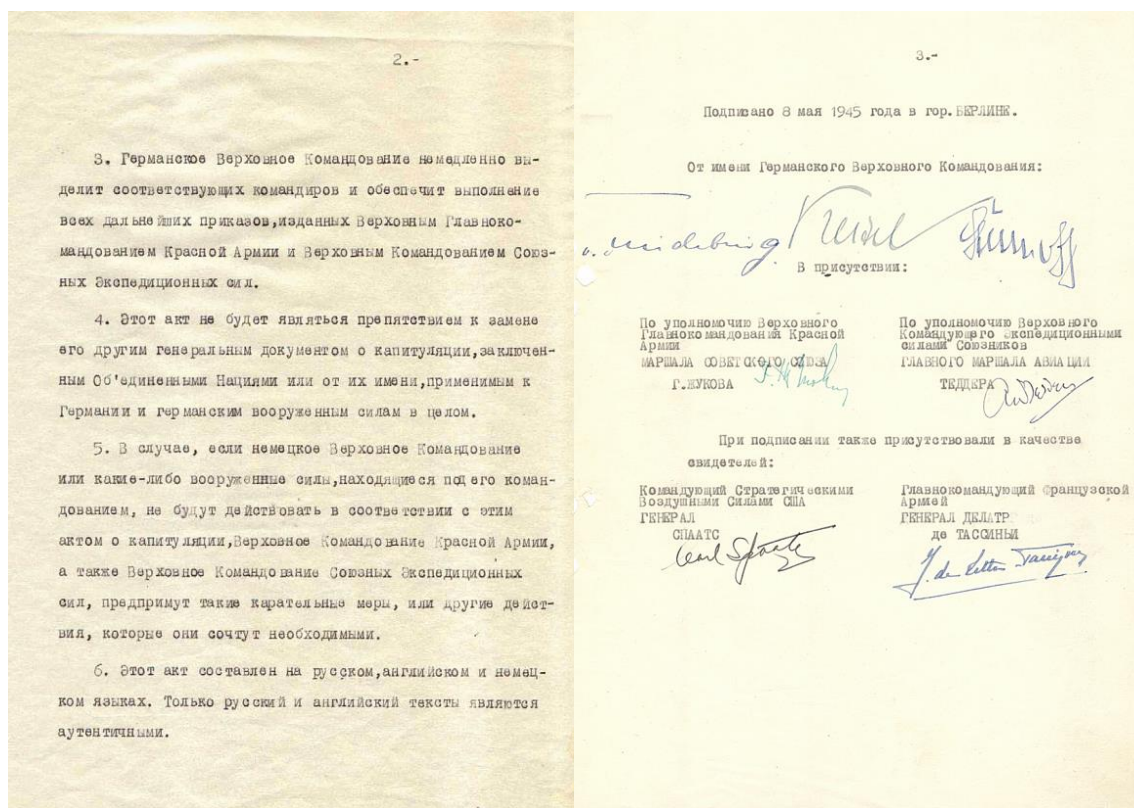 2.-
3. Германское Верховное Командование немедленно вы-
делит соответствующих командиров и обеспечит выполнение
всех дальнейших приказов,изданных Верховным Главноко-
мандованием Красной Армии и Верховным Командованием Союз-
ных Экспедиционных сил.
4. Этот акт не будет являться препятствием к замене
его другим генеральным документом о капитуляции,заключен-
ным Об'единенными Нациями или от их имени,применимым к
Германии и германским вооруженным силам в целом.
5. В случае, если немецкое Верховное Командование
или какие-либо вооруженные силы,находящиеся под его коман-
дованием, не будут действовать в соответствии с этим
актом о капитуляции,Верховное Командование Красной Армии,
а также Верховное Командование Союзных Экспедиционных
сил, предпримут такие карательные меры, или другие дейст-
вия, которые они сочтут необходимыми.
6. Этот акт составлен на русском,английском и немец-
ком языках. Только русский и английский тексты являются
аутентичными.
3.-
Подписано 8 мая 1945 года в гор.БЕРЛИНЕ.
От имени Германского Верховного Командования:
Keitel
В присутствии:
По уполномочию Верховного
Главнокомандования Красной
Армии
МАРШАЛА СОВЕТСКОГО СОЮЗА
Г.ЖУКОВА
По уполномочию Верховного
Командующего экспедиционными
силами Союзников
ГЛАВНОГО МАРШАЛА АВИАЦИИ
ТЕДДЕРА
При подписании также присутствовали в качестве
свидетелей:
Командующий Стратегическими
Воздушными Силами США
ГЕНЕРАЛ
СПААТС
Carl Spaatz
Главнокомандующий Французской
Армией
ГЕНЕРАЛ ДЕЛАТР
де ТАССИНЬИ
J. de Lattre Tassigny